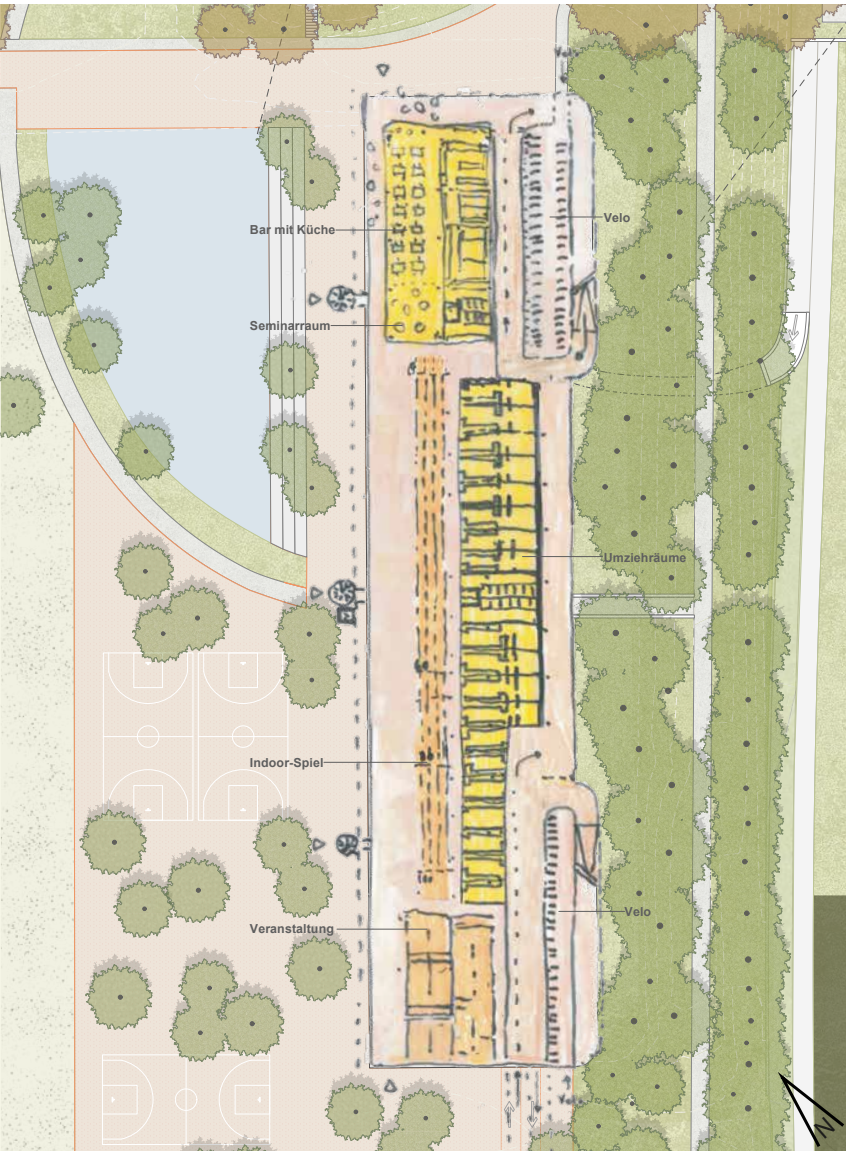 Velo
Bar mit Küche
Seminarraum
Umziehräume
Indoor-Spiel
Velo
Veranstaltung
N